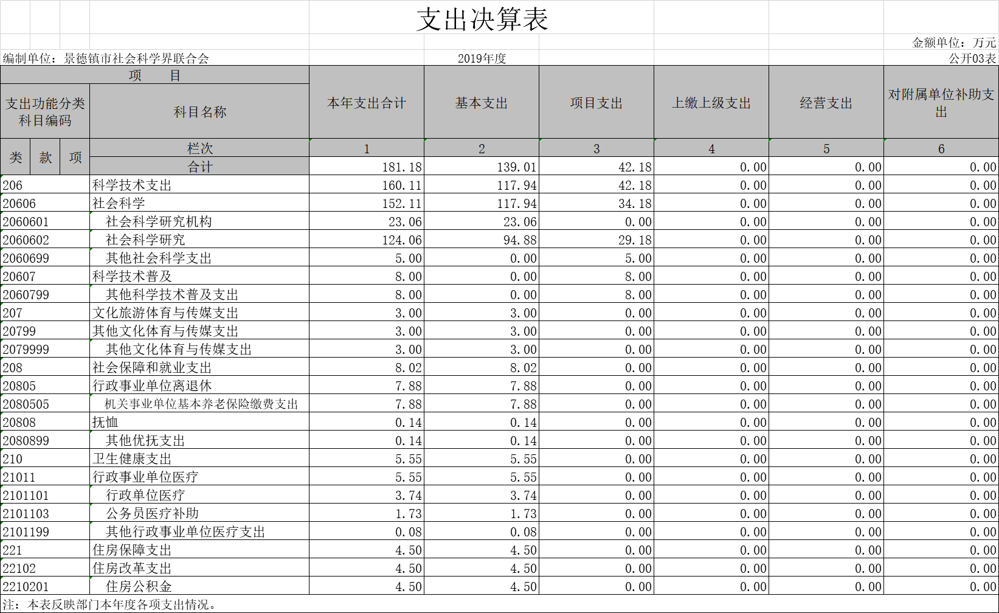 支出决算表
金额单位：万元
编制单位：景德镇市社会科学界联合会 2019年度 公开03表
项 目 本年支出合计 基本支出 项目支出 上缴上级支出 经营支出 对附属单位补助支出
支出功能分类科目编码 科目名称
类 款 项 栏次 1 2 3 4 5 6
合计 181.18 139.01 42.18 0.00 0.00 0.00
206 科学技术支出 160.11 117.94 42.18 0.00 0.00 0.00
20606 社会科学 152.11 117.94 34.18 0.00 0.00 0.00
2060601 社会科学研究机构 23.06 23.06 0.00 0.00 0.00 0.00
2060602 社会科学研究 124.06 94.88 29.18 0.00 0.00 0.00
2060699 其他社会科学支出 5.00 0.00 5.00 0.00 0.00 0.00
20607 科学技术普及 8.00 0.00 8.00 0.00 0.00 0.00
2060799 其他科学技术普及支出 8.00 0.00 8.00 0.00 0.00 0.00
207 文化旅游体育与传媒支出 3.00 3.00 0.00 0.00 0.00 0.00
20799 其他文化体育与传媒支出 3.00 3.00 0.00 0.00 0.00 0.00
2079999 其他文化体育与传媒支出 3.00 3.00 0.00 0.00 0.00 0.00
208 社会保障和就业支出 8.02 8.02 0.00 0.00 0.00 0.00
20805 行政事业单位离退休 7.88 7.88 0.00 0.00 0.00 0.00
2080505 机关事业单位基本养老保险缴费支出 7.88 7.88 0.00 0.00 0.00 0.00
20808 抚恤 0.14 0.14 0.00 0.00 0.00 0.00
2080899 其他优抚支出 0.14 0.14 0.00 0.00 0.00 0.00
210 卫生健康支出 5.55 5.55 0.00 0.00 0.00 0.00
21011 行政事业单位医疗 5.55 5.55 0.00 0.00 0.00 0.00
2101101 行政单位医疗 3.74 3.74 0.00 0.00 0.00 0.00
2101103 公务员医疗补助 1.73 1.73 0.00 0.00 0.00 0.00
2101199 其他行政事业单位医疗支出 0.08 0.08 0.00 0.00 0.00 0.00
221 住房保障支出 4.50 4.50 0.00 0.00 0.00 0.00
22102 住房改革支出 4.50 4.50 0.00 0.00 0.00 0.00
2210201 住房公积金 4.50 4.50 0.00 0.00 0.00 0.00
注：本表反映部门本年度各项支出情况。